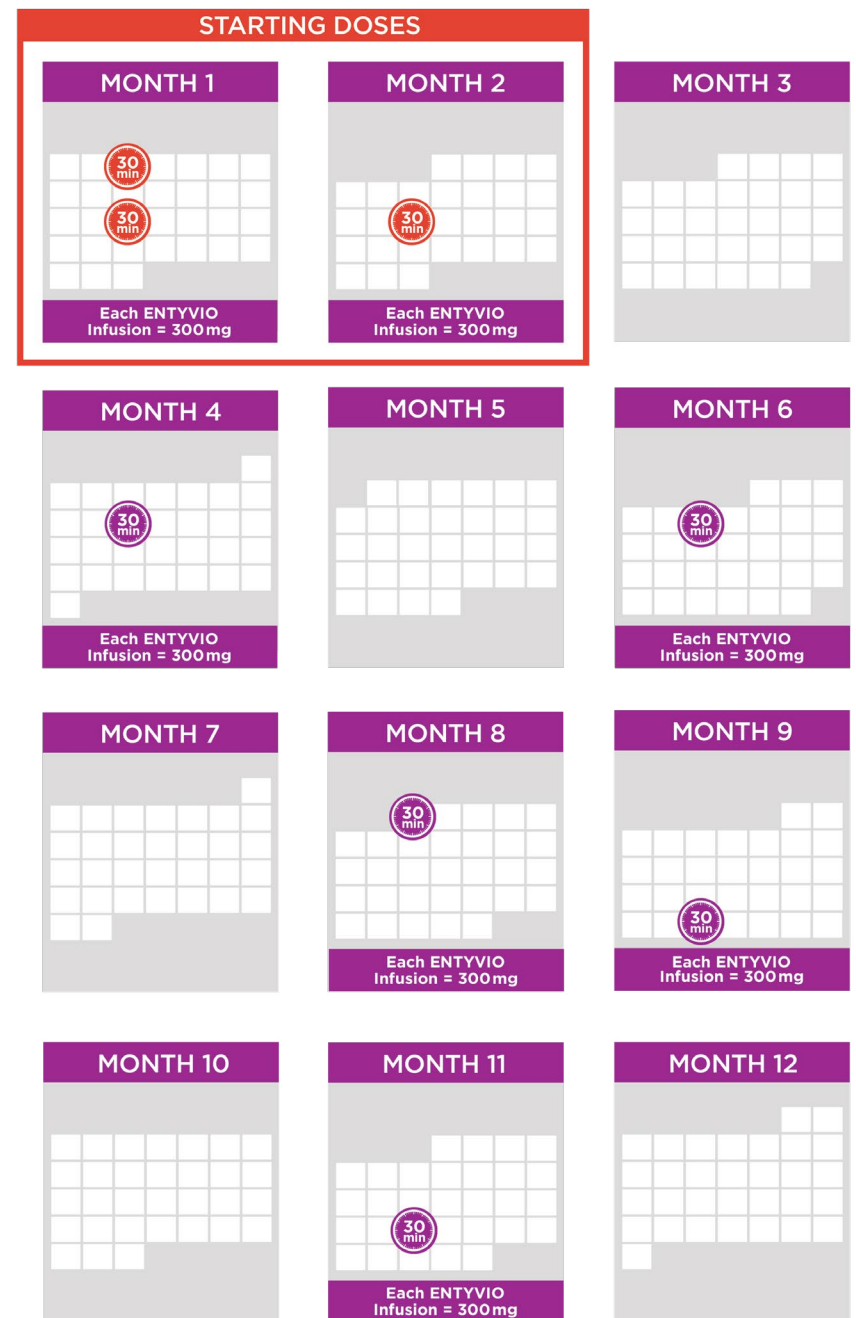 STARTING DOSES
MONTH 1
30
min
30
min
Each ENTYVIO
Infusion = 300 mg
MONTH 2
30
min
Each ENTYVIO
Infusion = 300 mg
MONTH 3
MONTH 4
30
min
Each ENTYVIO
Infusion = 300 mg
MONTH 5
MONTH 6
30
min
Each ENTYVIO
Infusion = 300 mg
MONTH 7
MONTH 8
30
min
Each ENTYVIO
Infusion = 300 mg
MONTH 9
30
min
Each ENTYVIO
Infusion = 300 mg
MONTH 10
MONTH 11
30
min
Each ENTYVIO
Infusion = 300 mg
MONTH 12